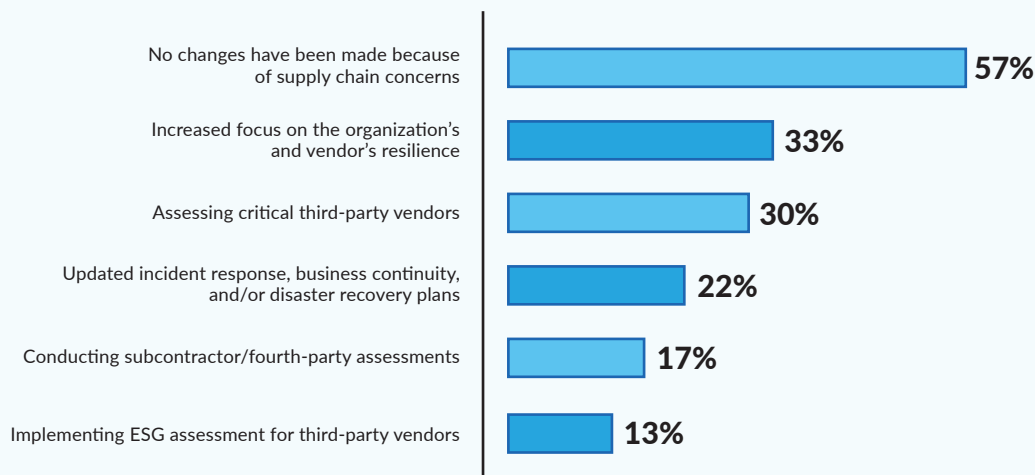 No changes have been made because
of supply chain concerns
57%
Increased focus on the organization’s
and vendor’s resilience
33%
Assessing critical third-party vendors
30%
Updated incident response, business continuity,
and/or disaster recovery plans
22%
Conducting subcontractor/fourth-party assessments
17%
Implementing ESG assessment for third-party vendors
13%